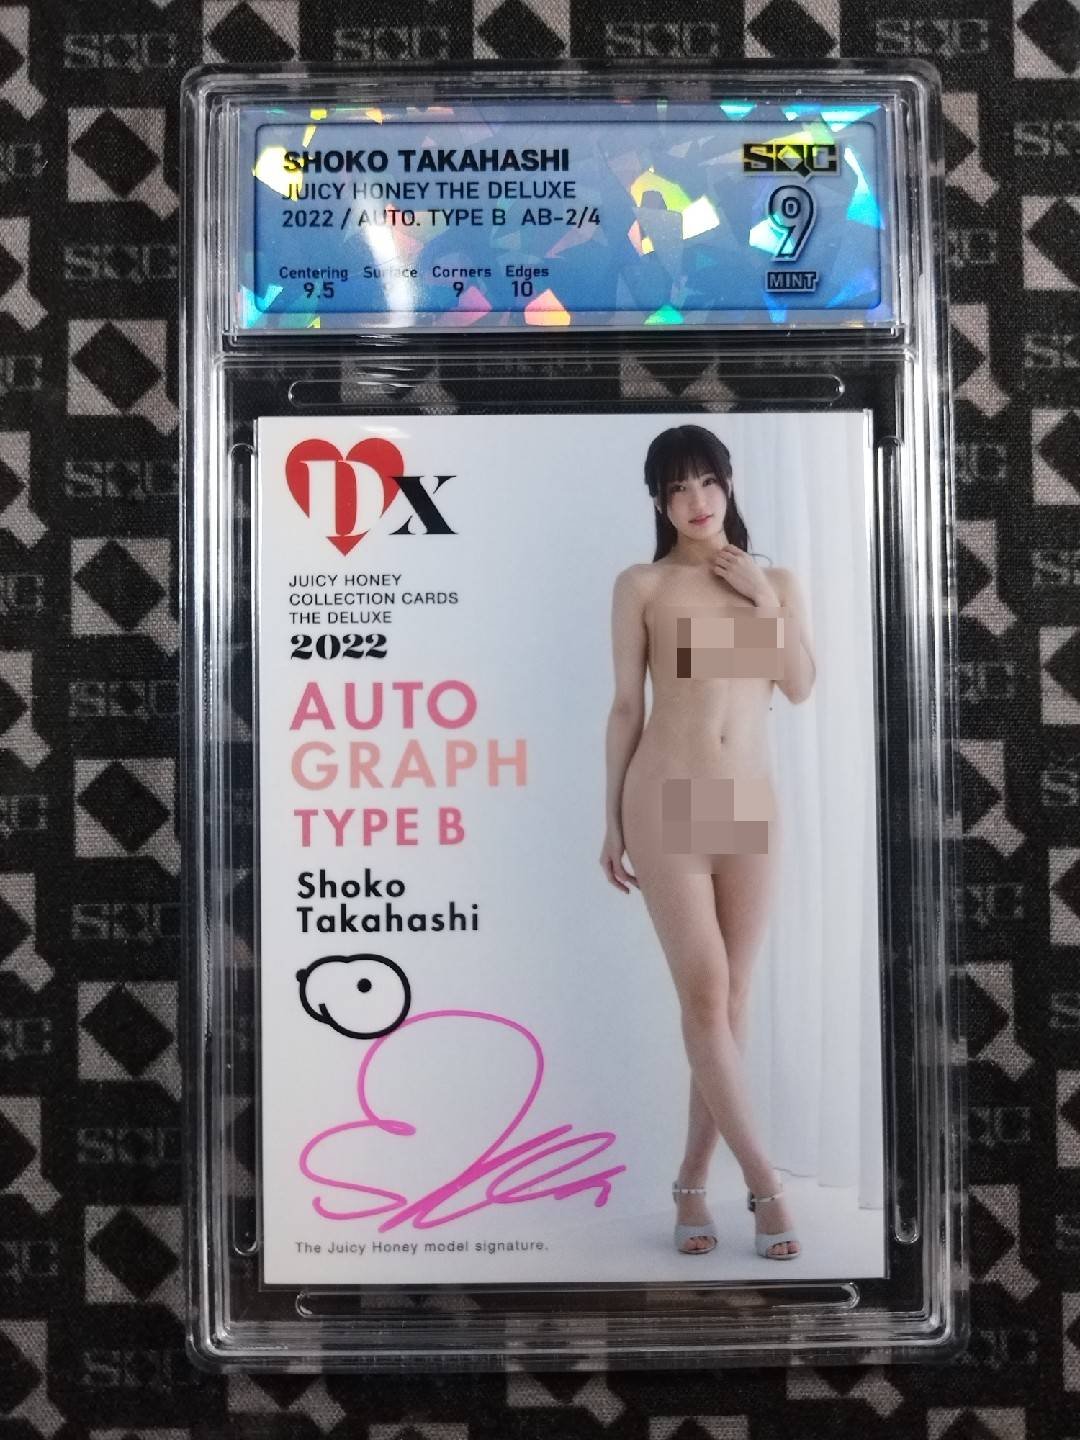 SHOKO TAKAHASHI
JUICY HONEY THE DELUXE
2022 / AUTO. TYPE B AB-2/4
SQC
9
MINT
Centering Surface Corners Edges
9.5 9 10
DX
JUICY HONEY
COLLECTION CARDS
THE DELUXE
2022
AUTO
GRAPH
TYPE B
Shoko
Takahashi
The Juicy Honey model signature.